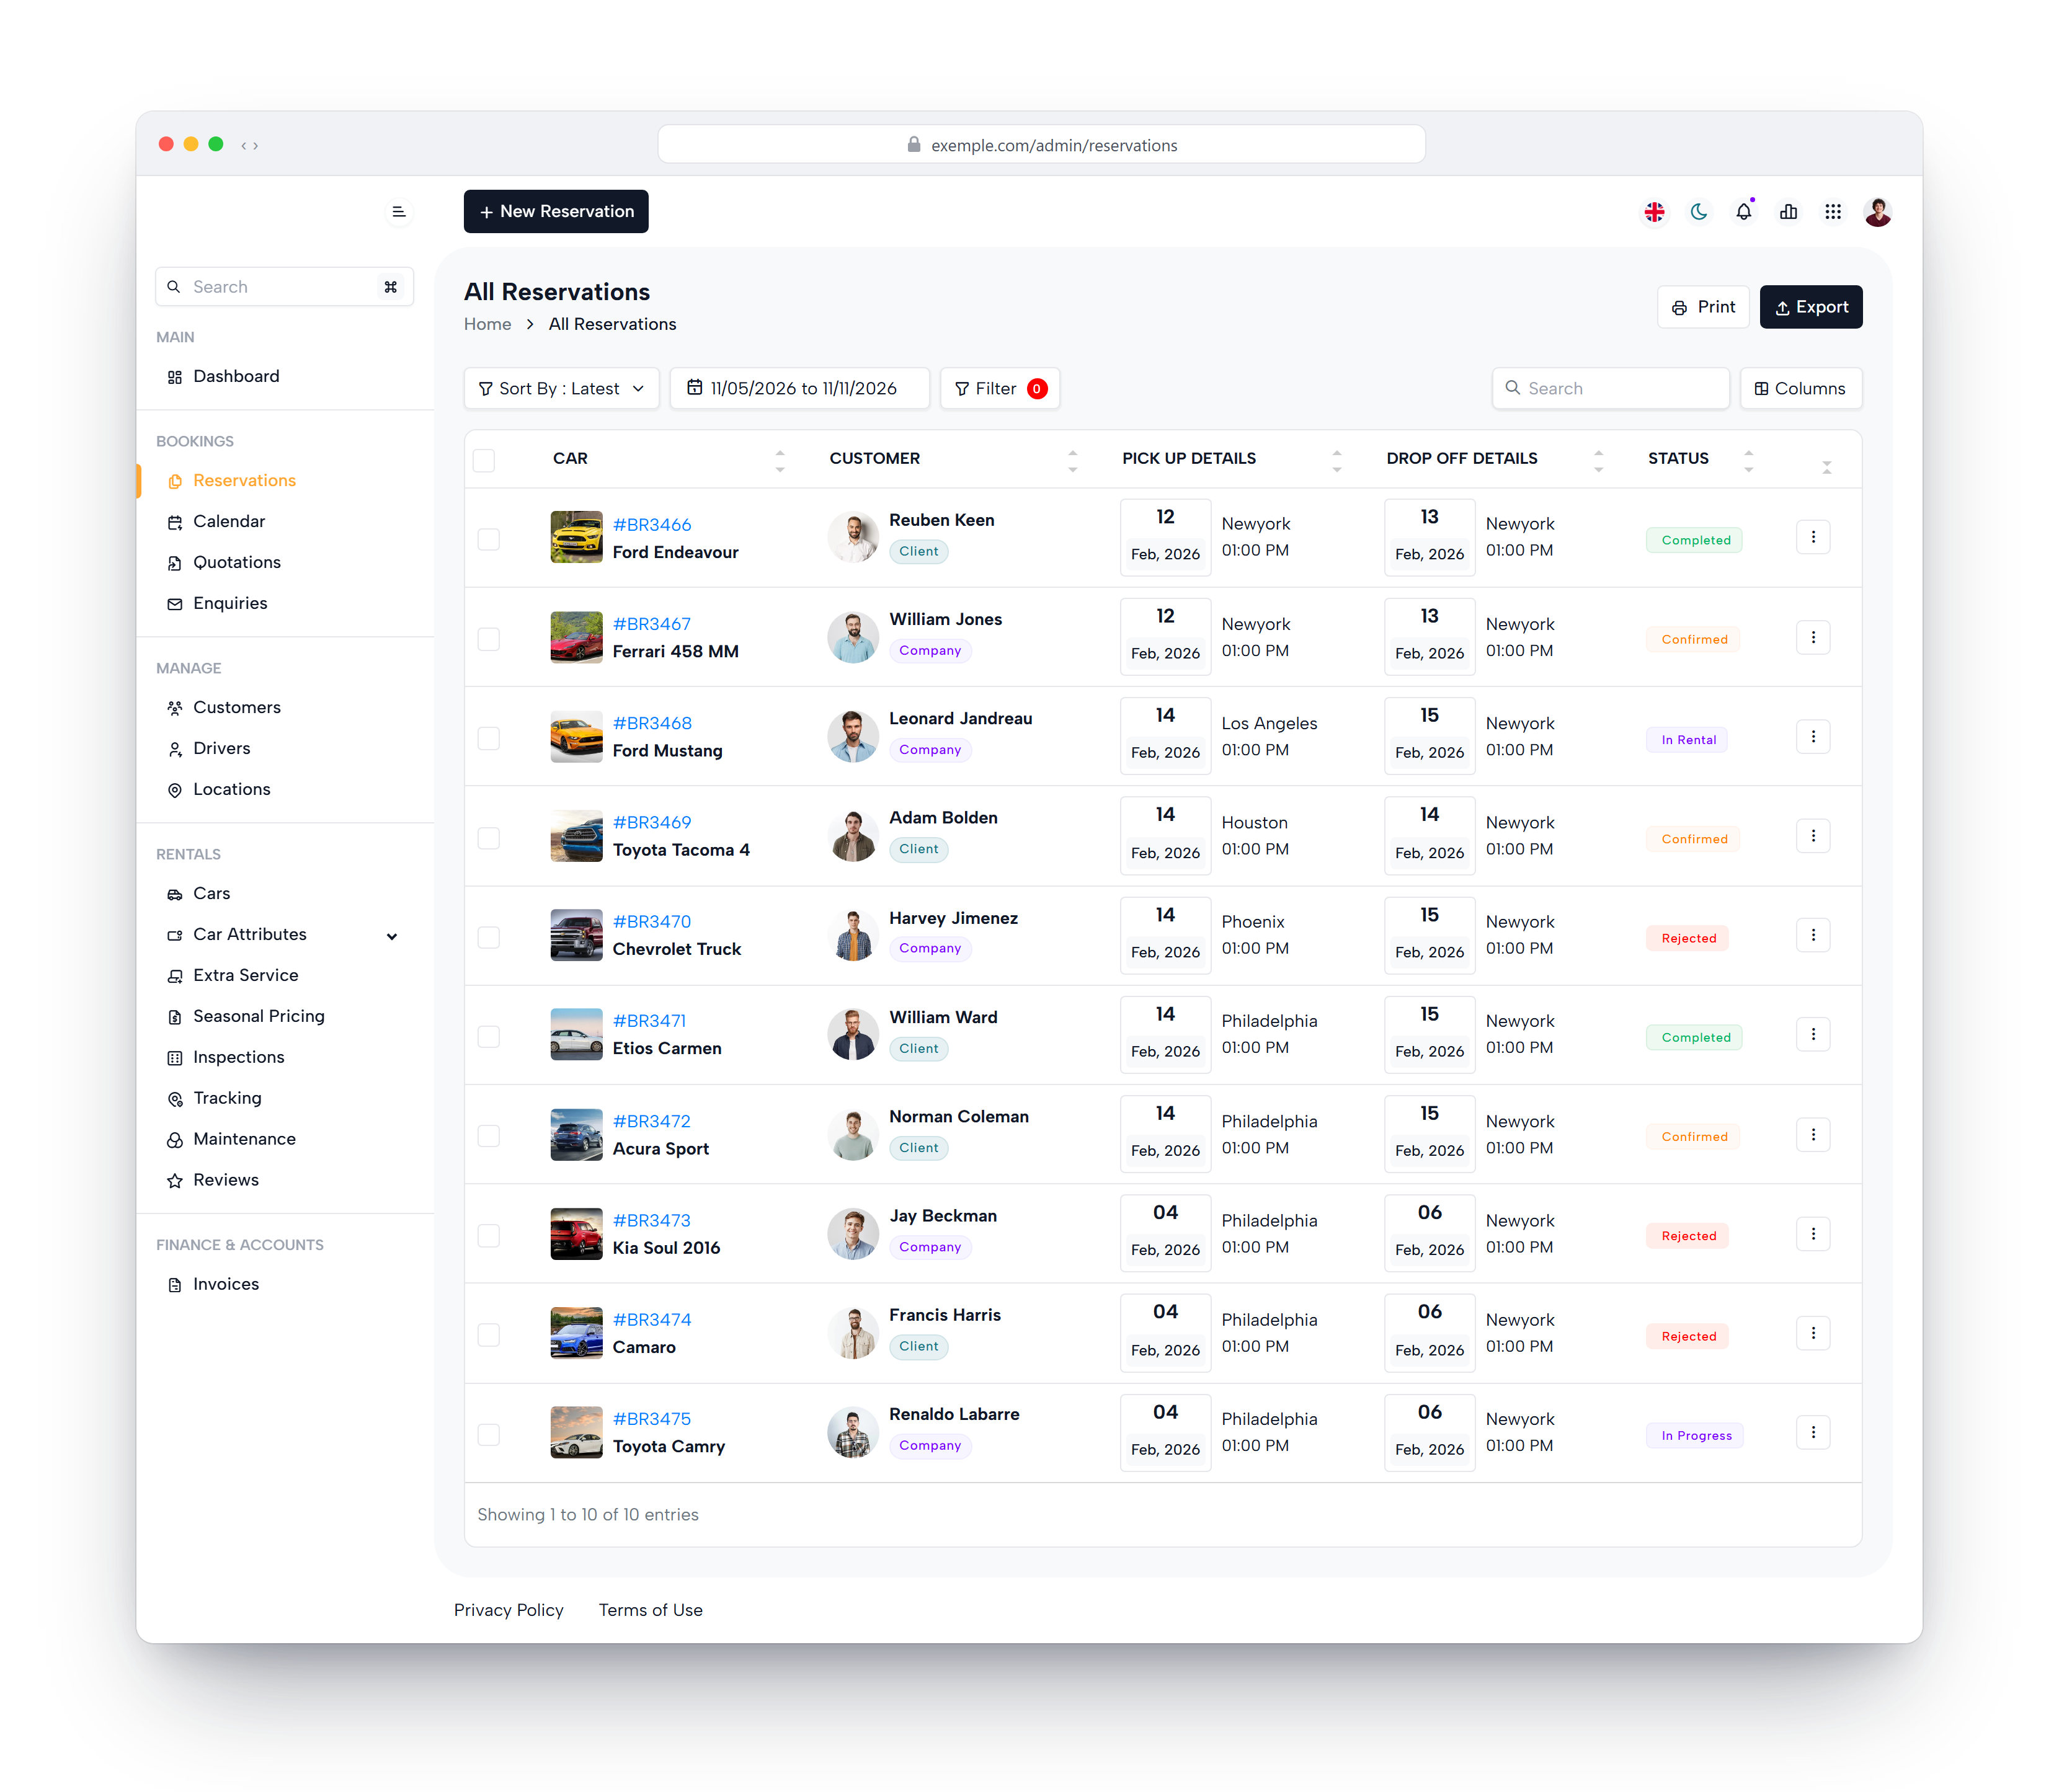 exemple.com/admin/reservations
+ New Reservation
Search
MAIN
Dashboard
BOOKINGS
Reservations
Calendar
Quotations
Enquiries
MANAGE
Customers
Drivers
Locations
RENTALS
Cars
Car Attributes
Extra Service
Seasonal Pricing
Inspections
Tracking
Maintenance
Reviews
FINANCE & ACCOUNTS
Invoices
All Reservations
Home > All Reservations
Print
Export
Sort By : Latest
11/05/2026 to 11/11/2026
Filter 0
Search
Columns
CAR CUSTOMER PICK UP DETAILS DROP OFF DETAILS STATUS
#BR3466
Ford Endeavour
Reuben Keen
Client
12
Feb, 2026
Newyork
01:00 PM
13
Feb, 2026
Newyork
01:00 PM
Completed
#BR3467
Ferrari 458 MM
William Jones
Company
12
Feb, 2026
Newyork
01:00 PM
13
Feb, 2026
Newyork
01:00 PM
Confirmed
#BR3468
Ford Mustang
Leonard Jandreau
Company
14
Feb, 2026
Los Angeles
01:00 PM
15
Feb, 2026
Newyork
01:00 PM
In Rental
#BR3469
Toyota Tacoma 4
Adam Bolden
Client
14
Feb, 2026
Houston
01:00 PM
14
Feb, 2026
Newyork
01:00 PM
Confirmed
#BR3470
Chevrolet Truck
Harvey Jimenez
Company
14
Feb, 2026
Phoenix
01:00 PM
15
Feb, 2026
Newyork
01:00 PM
Rejected
#BR3471
Etios Carmen
William Ward
Client
14
Feb, 2026
Philadelphia
01:00 PM
15
Feb, 2026
Newyork
01:00 PM
Completed
#BR3472
Acura Sport
Norman Coleman
Client
14
Feb, 2026
Philadelphia
01:00 PM
15
Feb, 2026
Newyork
01:00 PM
Confirmed
#BR3473
Kia Soul 2016
Jay Beckman
Company
04
Feb, 2026
Philadelphia
01:00 PM
06
Feb, 2026
Newyork
01:00 PM
Rejected
#BR3474
Camaro
Francis Harris
Client
04
Feb, 2026
Philadelphia
01:00 PM
06
Feb, 2026
Newyork
01:00 PM
Rejected
#BR3475
Toyota Camry
Renaldo Labarre
Company
04
Feb, 2026
Philadelphia
01:00 PM
06
Feb, 2026
Newyork
01:00 PM
In Progress
Showing 1 to 10 of 10 entries
Privacy Policy
Terms of Use